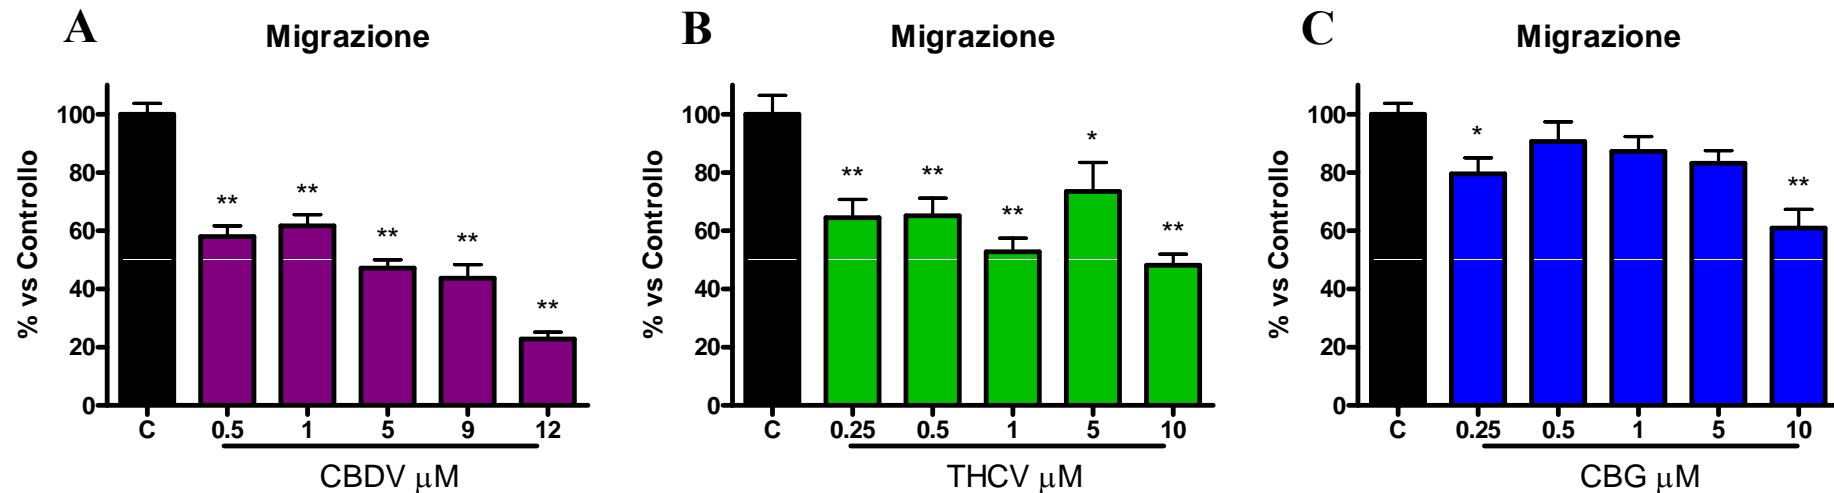 A
Migrazione
% vs Controllo
100
80
60
40
20
0
**
**
**
**
**
C 0.5 1 5 9 12
CBDV μM
B
Migrazione
% vs Controllo
100
80
60
40
20
0
**
**
**
*
**
C 0.25 0.5 1 5 10
THCV μM
C
Migrazione
% vs Controllo
100
80
60
40
20
0
*
**
C 0.25 0.5 1 5 10
CBG μM